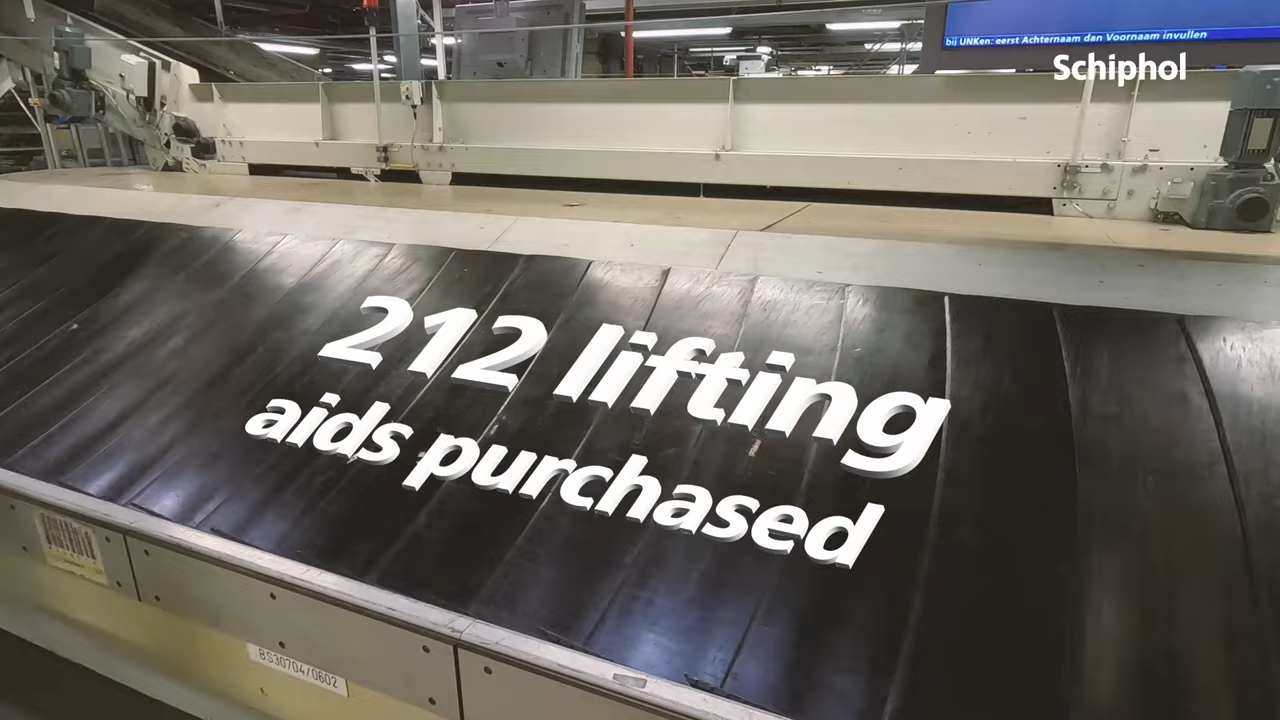 bij UNKen: eerst Achternaam dan Voornaam invullen
Schiphol
212 lifting
aids purchased
BS30704/0602